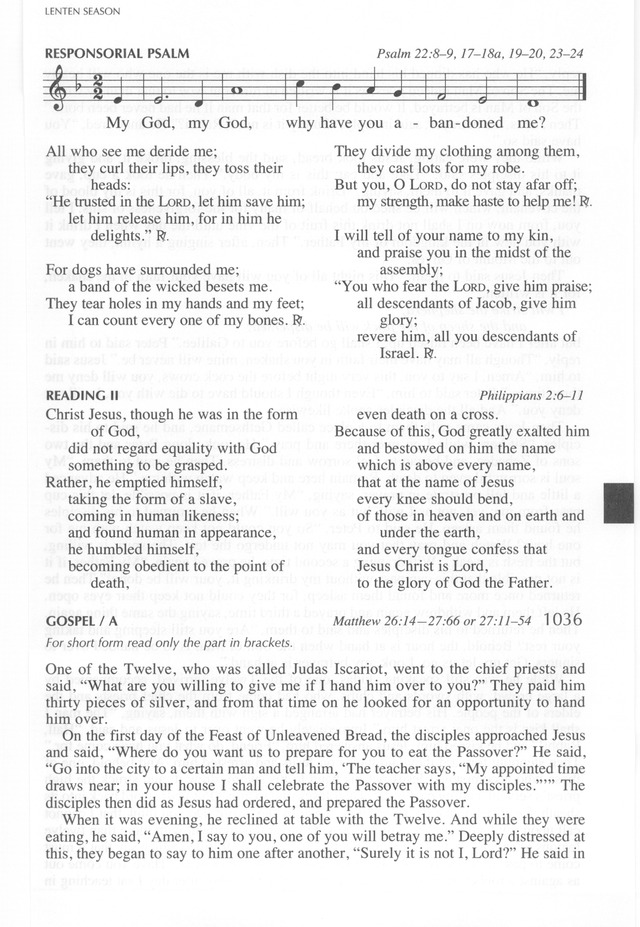 LENTEN SEASON
RESPONSORIAL PSALM
Psalm 22:8–9, 17–18a, 19–20, 23–24
My God, my God, why have you a - ban-doned me?
All who see me deride me;
they curl their lips, they toss their
heads:
“He trusted in the LORD, let him save him;
let him release him, for in him he
delights.” ℟.
For dogs have surrounded me;
a band of the wicked besets me.
They tear holes in my hands and my feet;
I can count every one of my bones. ℟.
They divide my clothing among them,
they cast lots for my robe.
But you, O LORD, do not stay afar off;
my strength, make haste to help me! ℟.
I will tell of your name to my kin,
and praise you in the midst of the
assembly;
“You who fear the LORD, give him praise;
all descendants of Jacob, give him
glory;
revere him, all you descendants of
Israel. ℟.
READING II
Philippians 2:6–11
Christ Jesus, though he was in the form
of God,
did not regard equality with God
something to be grasped.
Rather, he emptied himself,
taking the form of a slave,
coming in human likeness;
and found human in appearance,
he humbled himself,
becoming obedient to the point of
death,
even death on a cross.
Because of this, God greatly exalted him
and bestowed on him the name
which is above every name,
that at the name of Jesus
every knee should bend,
of those in heaven and on earth and
under the earth,
and every tongue confess that
Jesus Christ is Lord,
to the glory of God the Father.
GOSPEL / A
Matthew 26:14—27:66 or 27:11–54 1036
For short form read only the part in brackets.
One of the Twelve, who was called Judas Iscariot, went to the chief priests and
said, “What are you willing to give me if I hand him over to you?” They paid him
thirty pieces of silver, and from that time on he looked for an opportunity to hand
him over.
On the first day of the Feast of Unleavened Bread, the disciples approached Jesus
and said, “Where do you want us to prepare for you to eat the Passover?” He said,
“Go into the city to a certain man and tell him, ‘The teacher says, “My appointed time
draws near; in your house I shall celebrate the Passover with my disciples.”’” The
disciples then did as Jesus had ordered, and prepared the Passover.
When it was evening, he reclined at table with the Twelve. And while they were
eating, he said, “Amen, I say to you, one of you will betray me.” Deeply distressed at
this, they began to say to him one after another, “Surely it is not I, Lord?” He said in